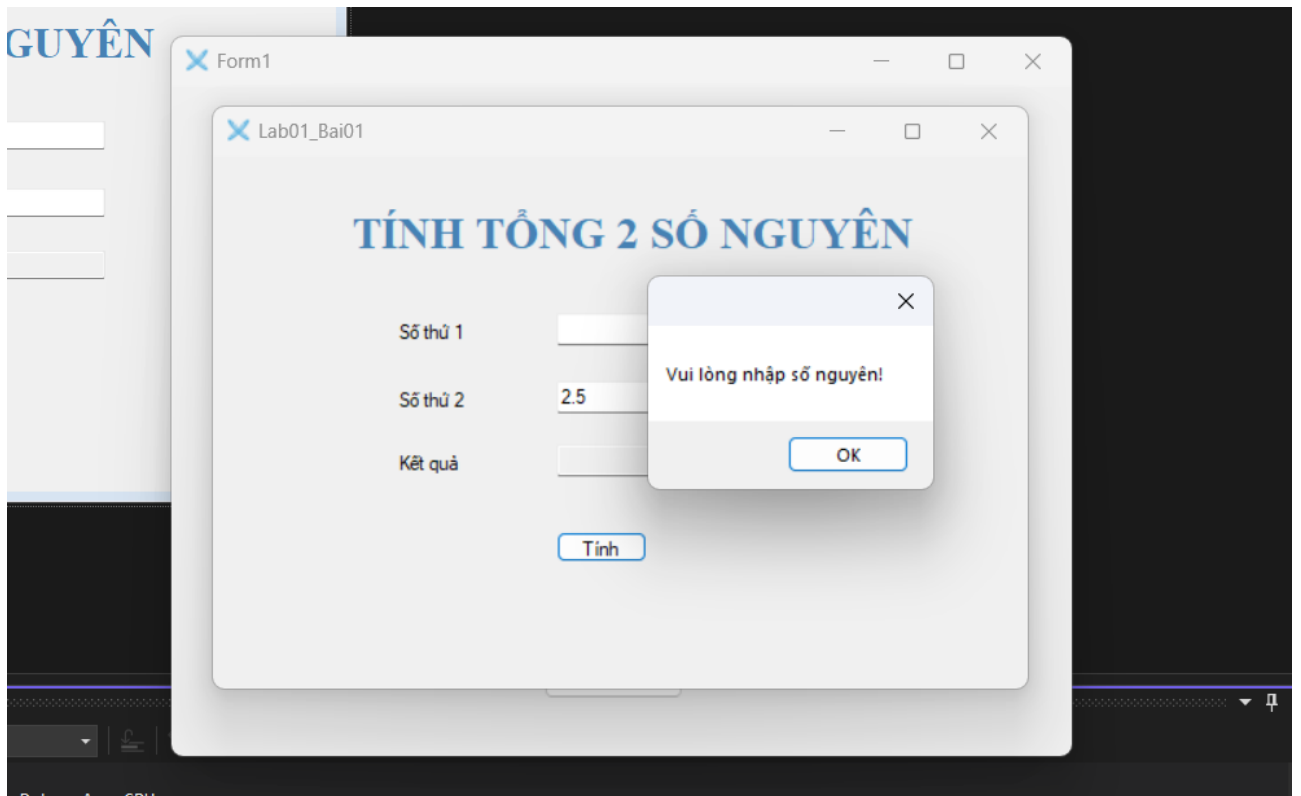 GUYÊN
Form1
Lab01_Bai01
TÍNH TỔNG 2 SỐ NGUYÊN
Số thứ 1
Vui lòng nhập số nguyên!
Số thứ 2
2.5
OK
Kết quả
Tính